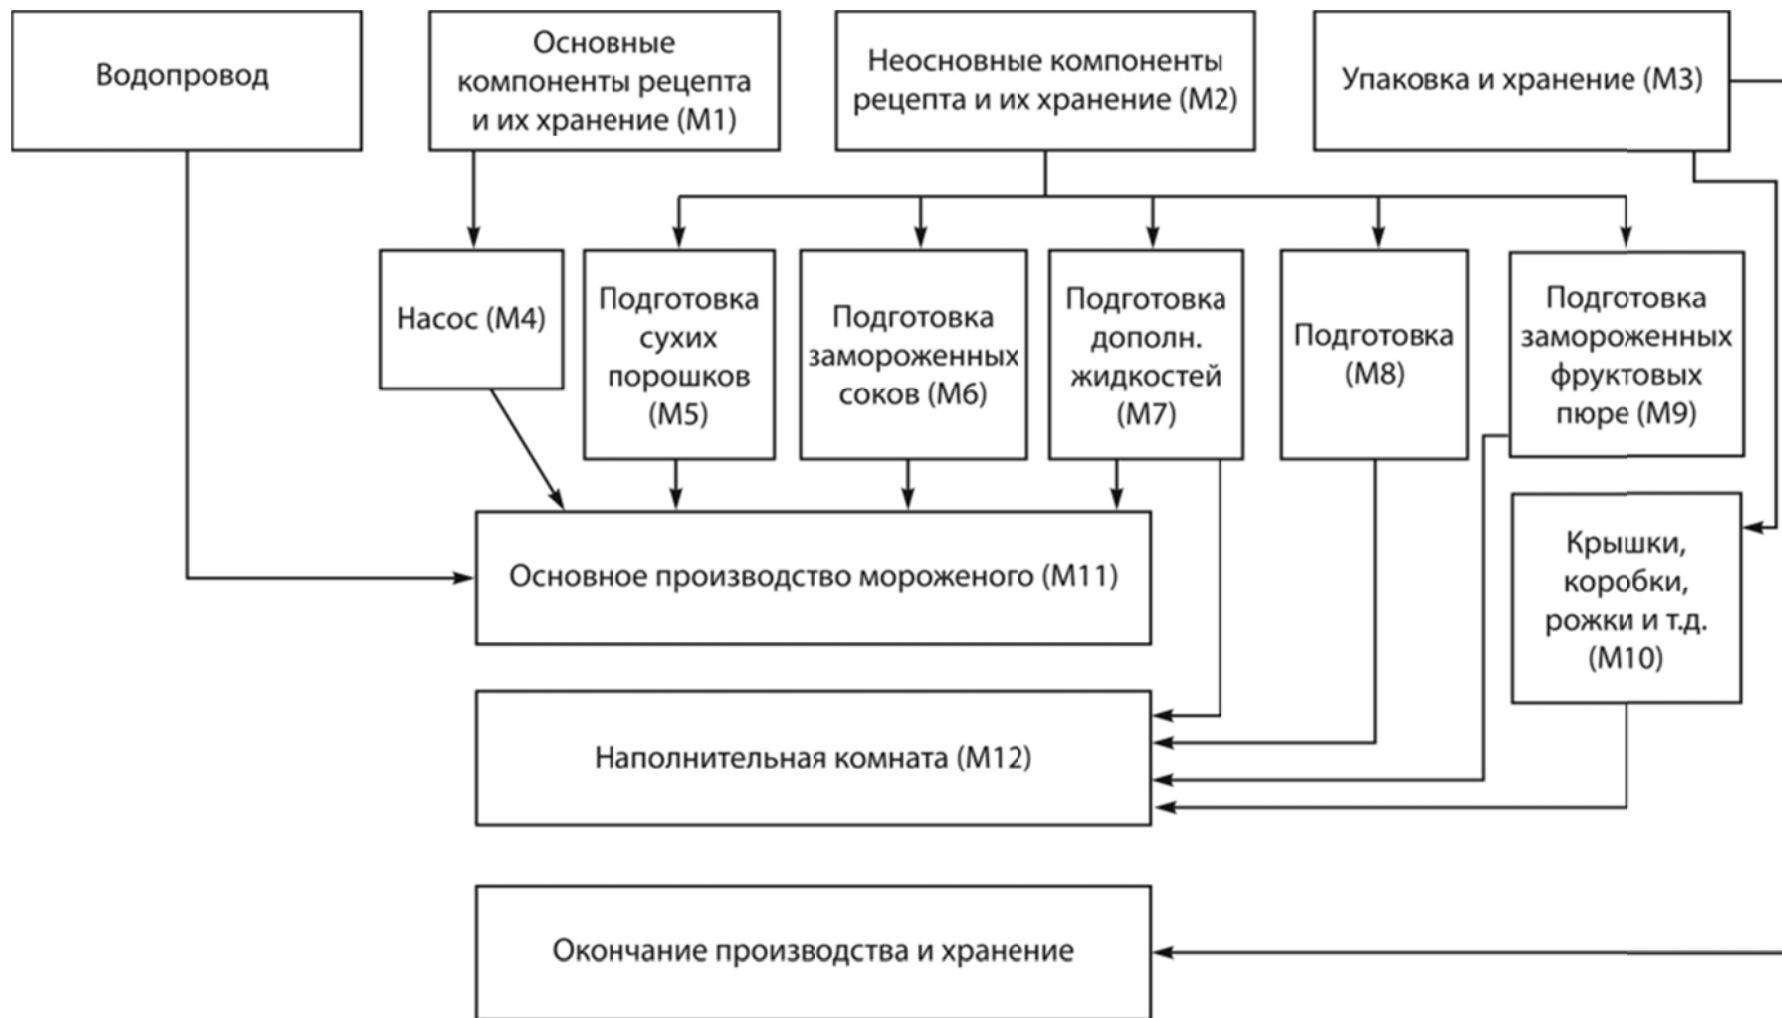 Водопровод
Основные
компоненты рецепта
и их хранение (М1)
Неосновные компоненты
рецепта и их хранение (М2)
Упаковка и хранение (М3)
Насос (М4)
Подготовка
сухих
порошков
(М5)
Подготовка
замороженных
соков (М6)
Подготовка
дополн.
жидкостей
(М7)
Подготовка
(М8)
Подготовка
замороженных
фруктовых
пюре (М9)
Крышки,
коробки,
рожки и т.д.
(М10)
Основное производство мороженого (М11)
Наполнительная комната (М12)
Окончание производства и хранение